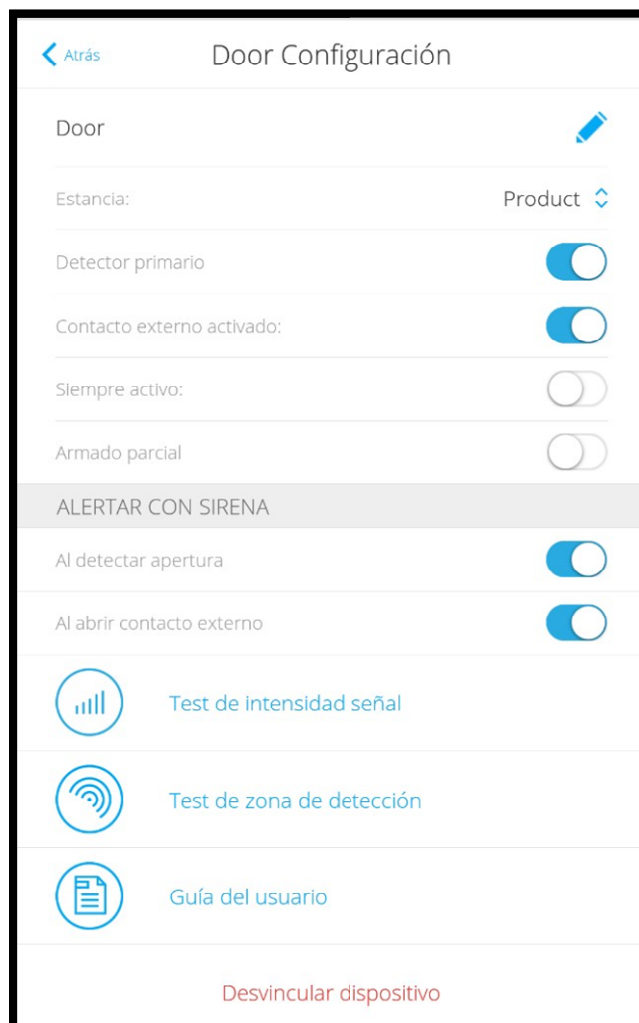 Atrás
Door Configuración
Door
Estancia:
Product
Detector primario
Contacto externo activado:
Siempre activo:
Armado parcial
ALERTAR CON SIRENA
Al detectar apertura
Al abrir contacto externo
Test de intensidad señal
Test de zona de detección
Guía del usuario
Desvincular dispositivo